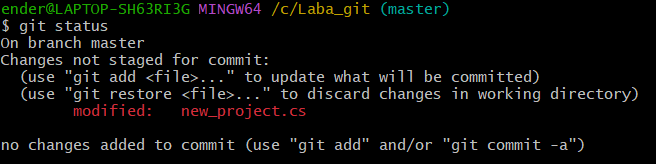 ender@LAPTOP-SH63RI3G MINGW64 /c/Laba_git (master)
$ git status
On branch master
Changes not staged for commit:
  (use "git add <file>..." to update what will be committed)
  (use "git restore <file>..." to discard changes in working directory)
        modified:   new_project.cs
no changes added to commit (use "git add" and/or "git commit -a")